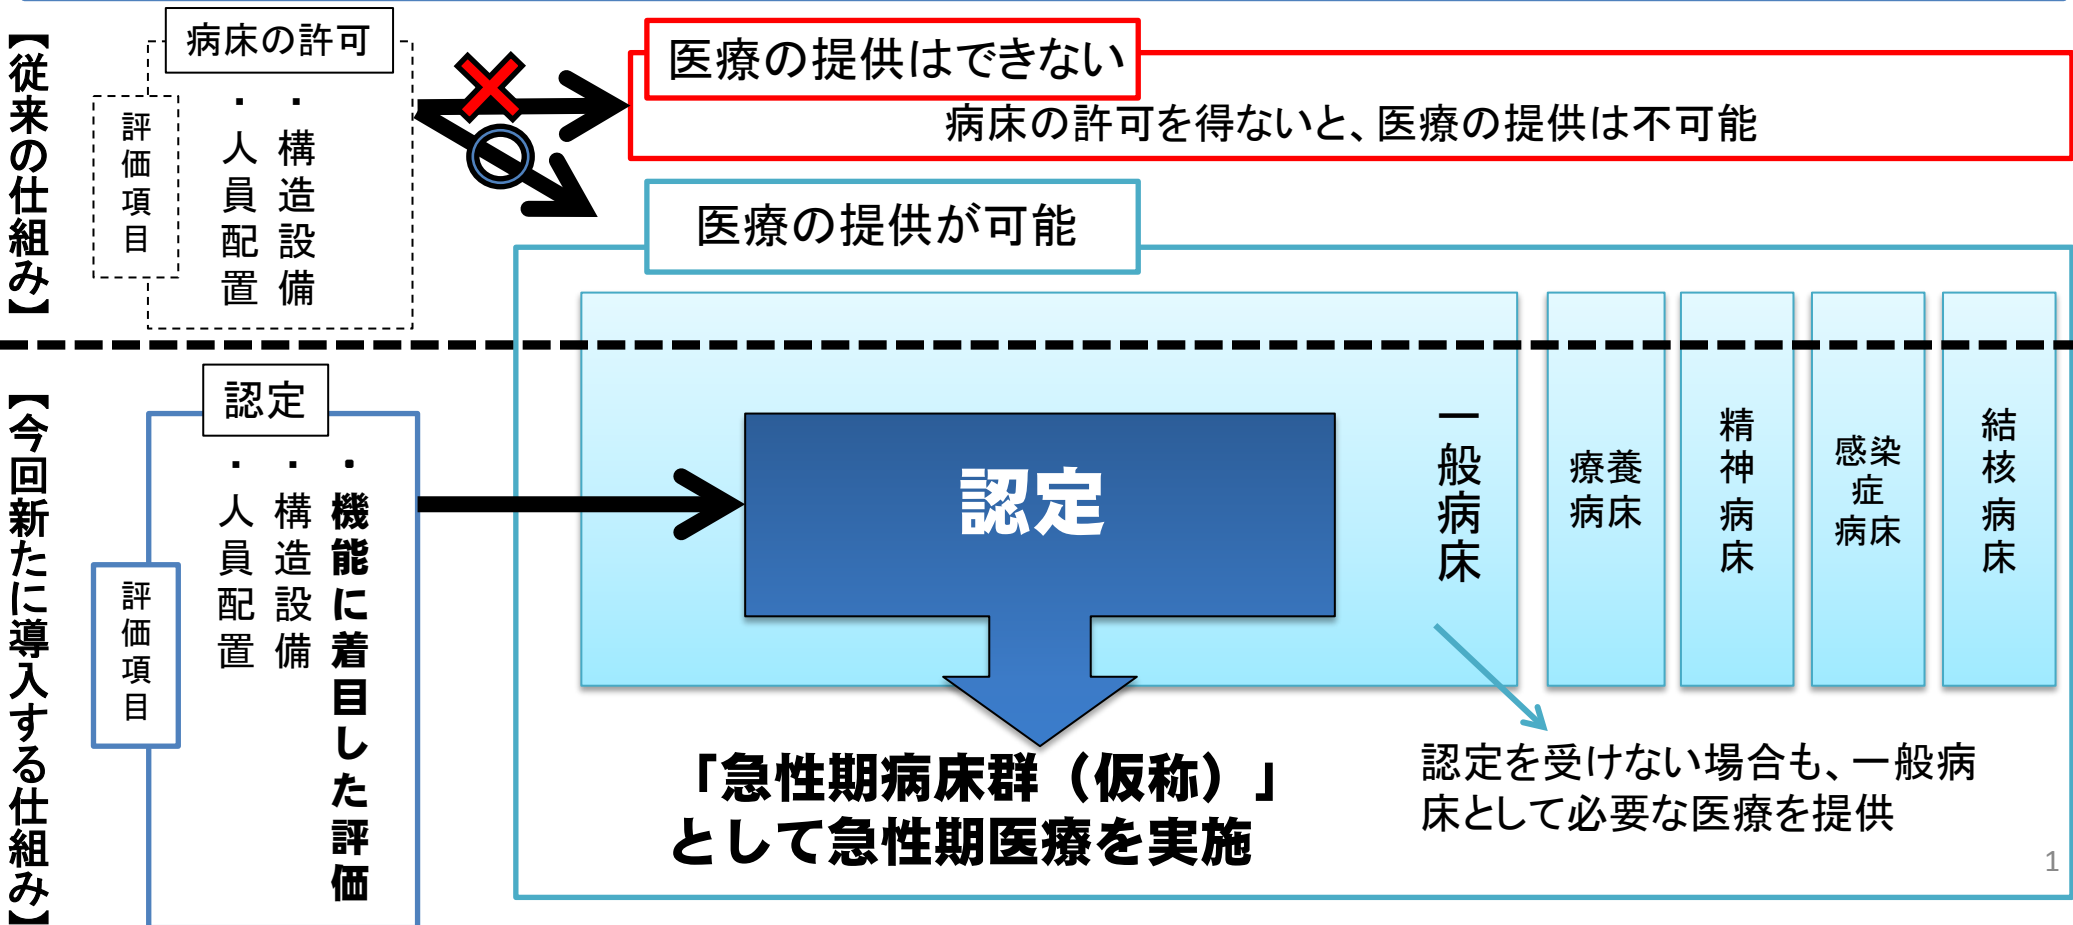 【従来の仕組み】
病床の許可
評価項目
・構造設備
・人員配置
医療の提供はできない
病床の許可を得ないと、医療の提供は不可能
医療の提供が可能
【今回新たに導入する仕組み】
認定
評価項目
・機能に着目した評価
・構造設備
・人員配置
認定
一般病床
療養
病床
精神病床
感染
症
病床
結核病床
「急性期病床群（仮称）」
として急性期医療を実施
認定を受けない場合も、一般病
床として必要な医療を提供
1